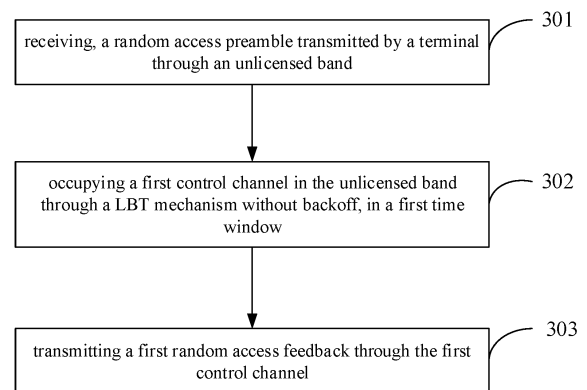 301
receiving, a random access preamble transmitted by a terminal
through an unlicensed band
302
occupying a first control channel in the unlicensed band
through a LBT mechanism without backoff, in a first time
window
303
transmitting a first random access feedback through the first
control channel